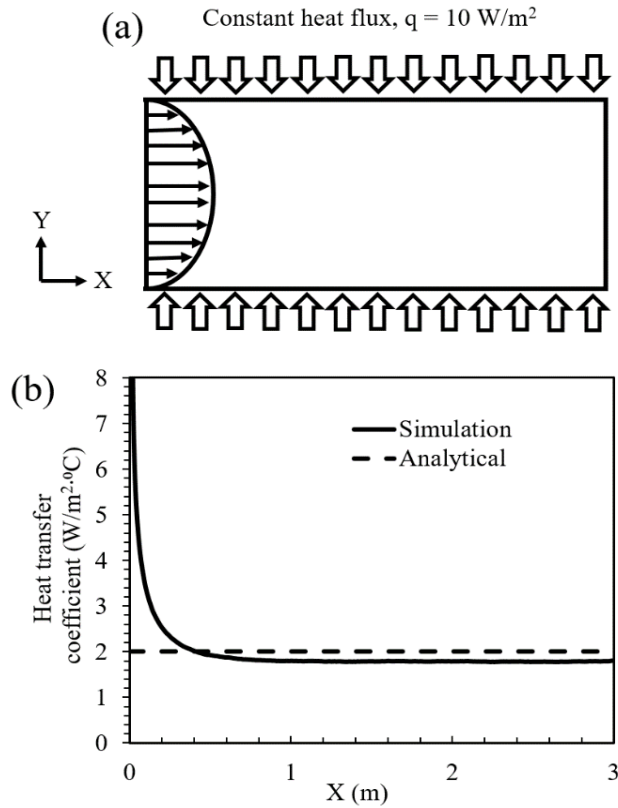 (a)
Constant heat flux, q = 10 W/m²
Y
X
(b)
Heat transfer
coefficient (W/m²·⁰C)
8
7
6
5
4
3
2
1
0
Simulation
Analytical
0
1
2
3
X (m)